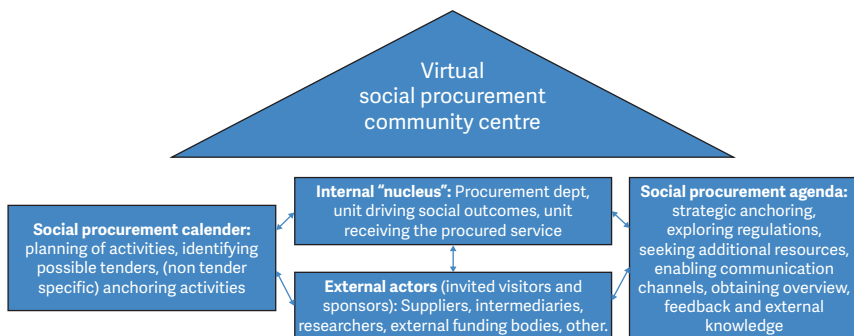 Virtual
social procurement
community centre
Social procurement calender:
planning of activities, identifying
possible tenders, (non tender
specific) anchoring activities
Internal “nucleus”: Procurement dept,
unit driving social outcomes, unit
receiving the procured service
External actors (invited visitors and
sponsors): Suppliers, intermediaries,
researchers, external funding bodies, other.
Social procurement agenda:
strategic anchoring,
exploring regulations,
seeking additional resources,
enabling communication
channels, obtaining overview,
feedback and external
knowledge